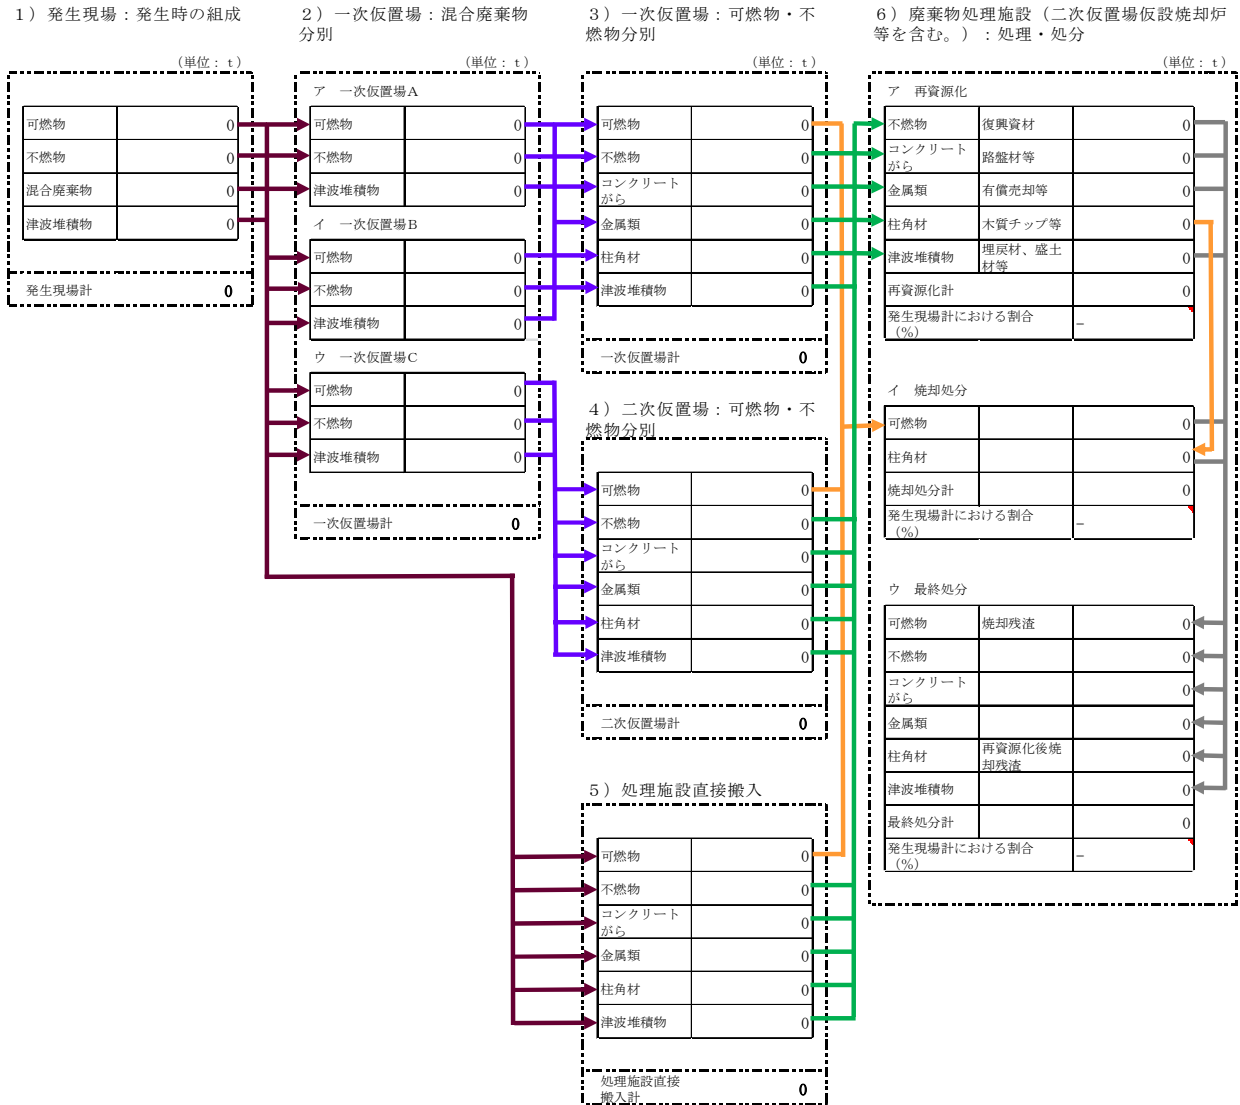 １）発生現場：発生時の組成
（単位：ｔ）
可燃物 0
不燃物 0
混合廃棄物 0
津波堆積物 0
発生現場計 0
２）一次仮置場：混合廃棄物
分別
（単位：ｔ）
ア　一次仮置場Ａ
可燃物 0
不燃物 0
津波堆積物 0
イ　一次仮置場Ｂ
可燃物 0
不燃物 0
津波堆積物 0
ウ　一次仮置場Ｃ
可燃物 0
不燃物 0
津波堆積物 0
一次仮置場計 0
３）一次仮置場：可燃物・不
燃物分別
（単位：ｔ）
可燃物 0
不燃物 0
コンクリート
がら 0
金属類 0
柱角材 0
津波堆積物 0
一次仮置場計 0
４）二次仮置場：可燃物・不
燃物分別
可燃物 0
不燃物 0
コンクリート
がら 0
金属類 0
柱角材 0
津波堆積物 0
二次仮置場計 0
５）処理施設直接搬入
可燃物 0
不燃物 0
コンクリート
がら 0
金属類 0
柱角材 0
津波堆積物 0
処理施設直接
搬入計 0
６）廃棄物処理施設（二次仮置場仮設焼却炉
等を含む。）：処理・処分
（単位：ｔ）
ア　再資源化
不燃物 復興資材 0
コンクリート
がら 路盤材等 0
金属類 有償売却等 0
柱角材 木質チップ等 0
津波堆積物 埋戻材、盛土
材等 0
再資源化計 0
発生現場計における割合
（%） －
イ　焼却処分
可燃物 0
柱角材 0
焼却処分計 0
発生現場計における割合
（%） －
ウ　最終処分
可燃物 焼却残渣 0
不燃物 0
コンクリート
がら 0
金属類 0
柱角材 再資源化後焼
却残渣 0
津波堆積物 0
最終処分計 0
発生現場計における割合
（%） －